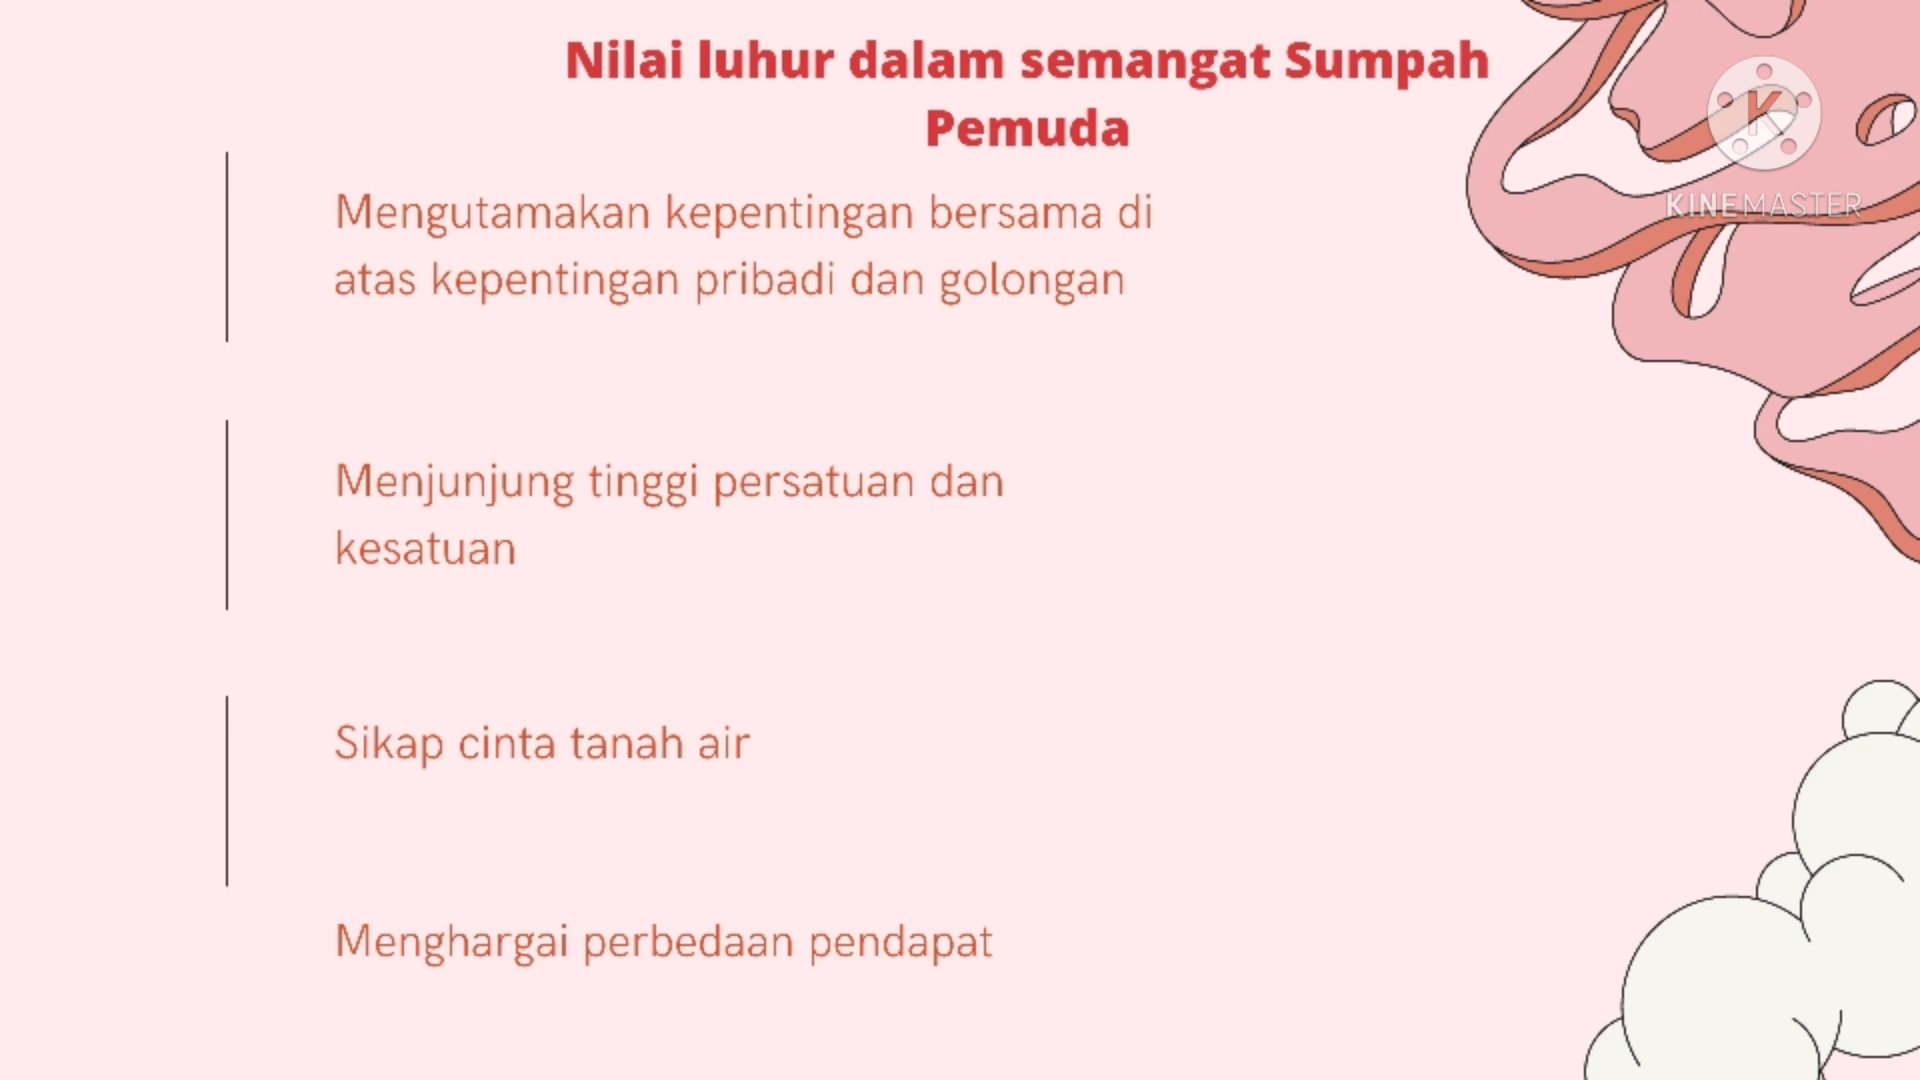 Nilai luhur dalam semangat Sumpah
Pemuda
Mengutamakan kepentingan bersama di
atas kepentingan pribadi dan golongan
Menjunjung tinggi persatuan dan
kesatuan
Sikap cinta tanah air
Menghargai perbedaan pendapat
K
KINEMASTER